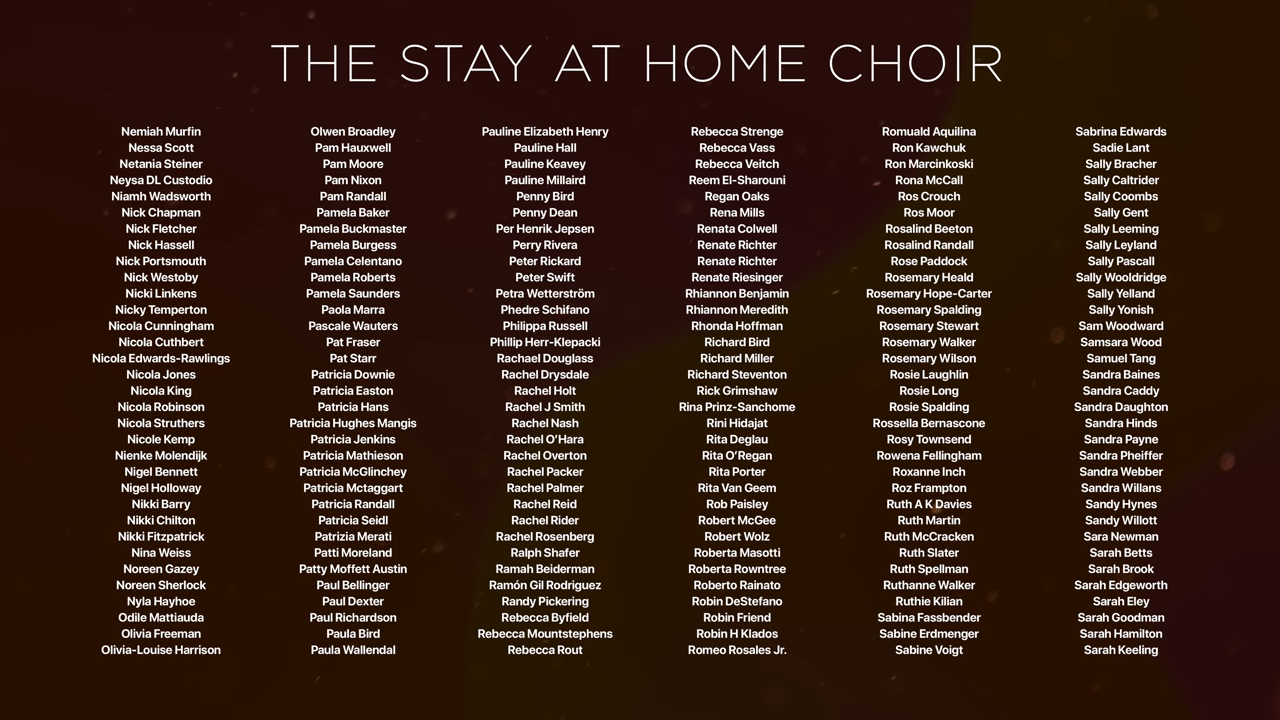 THE STAY AT HOME CHOIR
Nemiah Murfin
Nessa Scott
Netania Steiner
Neysa DL Custodio
Niamh Wadsworth
Nick Chapman
Nick Fletcher
Nick Hassell
Nick Portsmouth
Nick Westoby
Nicki Linkens
Nicky Temperton
Nicola Cunningham
Nicola Cuthbert
Nicola Edwards-Rawlings
Nicola Jones
Nicola King
Nicola Robinson
Nicola Struthers
Nicole Kemp
Nienke Molendijk
Nigel Bennett
Nigel Holloway
Nikki Barry
Nikki Chilton
Nikki Fitzpatrick
Nina Weiss
Noreen Gazey
Noreen Sherlock
Nyla Hayhoe
Odile Mattiauda
Olivia Freeman
Olivia-Louise Harrison
Olwen Broadley
Pam Hauxwell
Pam Moore
Pam Nixon
Pam Randall
Pamela Baker
Pamela Buckmaster
Pamela Burgess
Pamela Celentano
Pamela Roberts
Pamela Saunders
Paola Marra
Pascale Wauters
Pat Fraser
Pat Starr
Patricia Downie
Patricia Easton
Patricia Hans
Patricia Hughes Mangis
Patricia Jenkins
Patricia Mathieson
Patricia McGlinchey
Patricia Mctaggart
Patricia Randall
Patricia Seidl
Patrizia Merati
Patti Moreland
Patty Moffett Austin
Paul Bellinger
Paul Dexter
Paul Richardson
Paula Bird
Paula Wallendal
Pauline Elizabeth Henry
Pauline Hall
Pauline Keavey
Pauline Millaird
Penny Bird
Penny Dean
Per Henrik Jepsen
Perry Rivera
Peter Rickard
Peter Swift
Petra Wetterström
Phedre Schifano
Philippa Russell
Phillip Herr-Klepacki
Rachael Douglass
Rachel Drysdale
Rachel Holt
Rachel J Smith
Rachel Nash
Rachel O’Hara
Rachel Overton
Rachel Packer
Rachel Palmer
Rachel Reid
Rachel Rider
Rachel Rosenberg
Ralph Shafer
Ramah Beiderman
Ramón Gil Rodriguez
Randy Pickering
Rebecca Byfield
Rebecca Mountstephens
Rebecca Rout
Rebecca Strenge
Rebecca Vass
Rebecca Veitch
Reem El-Sharouni
Regan Oaks
Rena Mills
Renata Colwell
Renate Richter
Renate Richter
Renate Riesinger
Rhiannon Benjamin
Rhiannon Meredith
Rhonda Hoffman
Richard Bird
Richard Miller
Richard Steventon
Rick Grimshaw
Rina Prinz-Sanchome
Rini Hidajat
Rita Deglau
Rita O’Regan
Rita Porter
Rita Van Geem
Rob Paisley
Robert McGee
Robert Wolz
Roberta Masotti
Roberta Rowntree
Roberto Rainato
Robin DeStefano
Robin Friend
Robin H Klados
Romeo Rosales Jr.
Romuald Aquilina
Ron Kawchuk
Ron Marcinkoski
Rona McCall
Ros Crouch
Ros Moor
Rosalind Beeton
Rosalind Randall
Rose Paddock
Rosemary Heald
Rosemary Hope-Carter
Rosemary Spalding
Rosemary Stewart
Rosemary Walker
Rosemary Wilson
Rosie Laughlin
Rosie Long
Rosie Spalding
Rossella Bernascone
Rosy Townsend
Rowena Fellingham
Roxanne Inch
Roz Frampton
Ruth A K Davies
Ruth Martin
Ruth McCracken
Ruth Slater
Ruth Spellman
Ruthanne Walker
Ruthie Kilian
Sabina Fassbender
Sabine Erdmenger
Sabine Voigt
Sabrina Edwards
Sadie Lant
Sally Bracher
Sally Caltrider
Sally Coombs
Sally Gent
Sally Leeming
Sally Leyland
Sally Pascall
Sally Wooldridge
Sally Yelland
Sally Yonish
Sam Woodward
Samsara Wood
Samuel Tang
Sandra Baines
Sandra Caddy
Sandra Daughton
Sandra Hinds
Sandra Payne
Sandra Pheiffer
Sandra Webber
Sandra Willans
Sandy Hynes
Sandy Willott
Sara Newman
Sarah Betts
Sarah Brook
Sarah Edgeworth
Sarah Eley
Sarah Goodman
Sarah Hamilton
Sarah Keeling